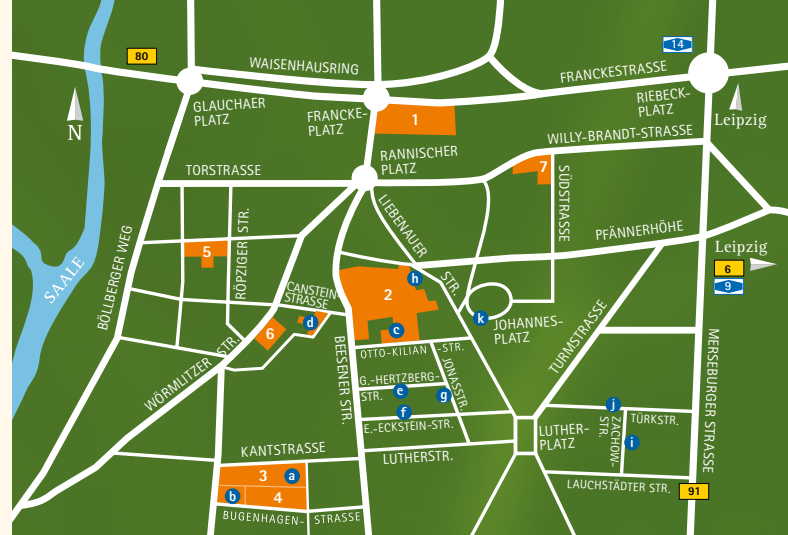 80
14
WAISENHAUSRING
FRANCKESTRASSE
GLAUCHAER
PLATZ
FRANCKE-
PLATZ
1
RIEBECK-
PLATZ
Leipzig
N
WILLY-BRANDT-STRASSE
RANNISCHER
PLATZ
TORSTRASSE
7
SÜDSTRASSE
LIEBENAUER
STR.
PFÄNNERHÖHE
Leipzig
6
9
SAALE
BÖLLBERGER WEG
5
RÖPZIGER STR.
CANSTEIN
STRASSE
2
h
c
d
6
k
JOHANNES-
PLATZ
TURMSTRASSE
WÖRMLITZER STR.
BEESENER STR.
OTTO-KILIAN-STR.
G.-HERTZBERG-
STR.
e
g
JONASSTR.
f
E.-ECKSTEIN-STR.
LUTHERSTR.
LUTHER-
PLATZ
j
ZACHOW-
STR.
TÜRKSTR.
i
MERSEBURGER STRASSE
KANTSTRASSE
3
a
b
4
BUGENHAGEN-STRASSE
LAUCHSTÄDTER STR.
91